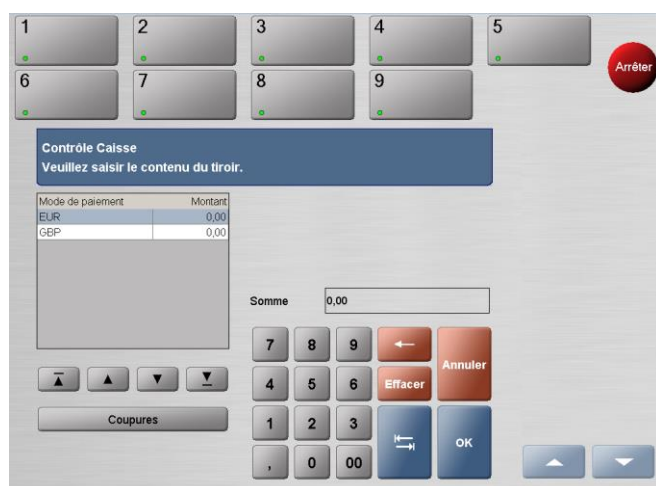 1 2 3 4 5
Arrêter
6 7 8 9
Contrôle Caisse
Veuillez saisir le contenu du tiroir.
Mode de paiement Montant
EUR 0,00
GBP 0,00
Somme 0,00
7 8 9
Annuler
4 5 6 Effacer
Coupures
1 2 3
OK
, 0 00